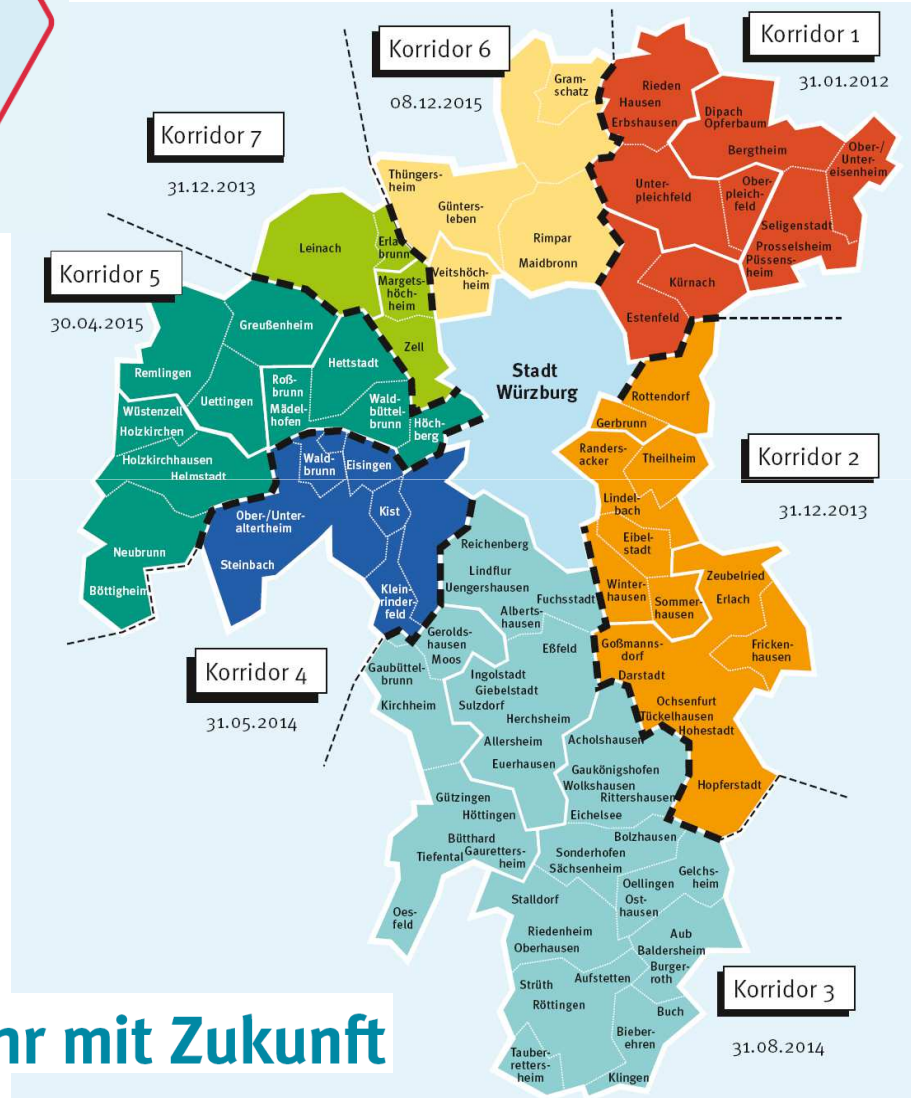 Korridor 1
31.01.2012
Korridor 6
08.12.2015
Korridor 7
31.12.2013
Korridor 5
30.04.2015
Korridor 2
31.12.2013
Korridor 4
31.05.2014
Korridor 3
31.08.2014
Gram-
schatz
Thüngers-
heim
Günters-
leben
Rimpar
Maidbronn
Veitshöch-
heim
Rieden
Hausen
Erbshausen
Dipach
Opferbaum
Bergtheim
Ober-/
Unter-
eisenheim
Unter-
pleichfeld
Ober-
pleich-
feld
Seligenstadt
Prosselsheim
Püssens-
heim
Kürnach
Estenfeld
Leinach
Erla-
brunn
Margets-
höch-
heim
Zell
Greußenheim
Remlingen
Hettstadt
Uettingen
Roß-
brunn
Mädel-
hofen
Wald-
büttel-
brunn
Höch-
berg
Wüstenzell
Holzkirchen
Holzkirchhausen
Helmstadt
Neubrunn
Böttigheim
Stadt
Würzburg
Wald-
brunn
Eisingen
Kist
Ober-/Unter-
altertheim
Steinbach
Klein-
rinder-
feld
Rottendorf
Gerbrunn
Randers-
acker
Theilheim
Lindel-
bach
Eibel-
stadt
Winter-
hausen
Sommer-
hausen
Zeubelried
Erlach
Fricken-
hausen
Goßmanns-
dorf
Darstadt
Ochsenfurt
Tückelhausen
Hohestadt
Hopferstadt
Reichenberg
Lindflur
Uengershausen
Fuchsstadt
Alberts-
hausen
Eßfeld
Gerolds-
hausen
Moos
Gaubüttel-
brunn
Kirchheim
Ingolstadt
Giebelstadt
Sulzdorf
Herchsheim
Allersheim
Euerhausen
Acholshausen
Gaukönigshofen
Wolkshausen
Rittershausen
Eichelsee
Gützingen
Höttingen
Bütthard
Tiefental
Gauretters-
heim
Oes-
feld
Bolzhausen
Sonderhofen
Sächsenheim
Gelchs-
heim
Oellingen
Ost-
hausen
Stalldorf
Riedenheim
Oberhausen
Aub
Baldersheim
Burger-
roth
Strüth
Aufstetten
Röttingen
Buch
Bieber-
ehren
Tauber-
retters-
heim
Klingen
hr mit Zukunft